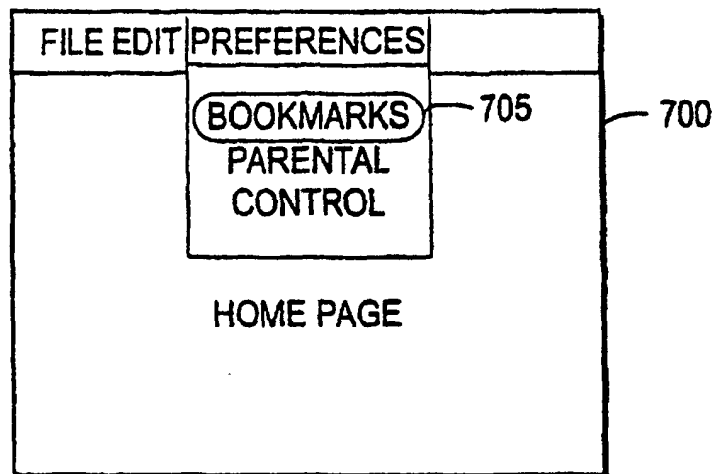 FILE EDIT PREFERENCES
BOOKMARKS 705 700
PARENTAL
CONTROL
HOME PAGE